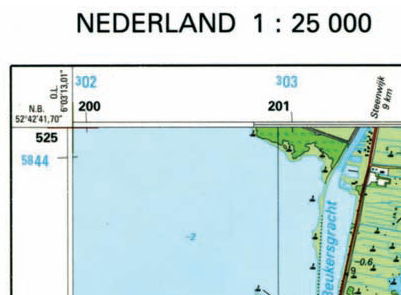 NEDERLAND 1 : 25 000
302
303
O.L.
6°03'13,01"
N.B.
52°42'41,70"
200
201
Steenwijk
9 km
525
5844
-2
Beukersgracht
-0,6
9